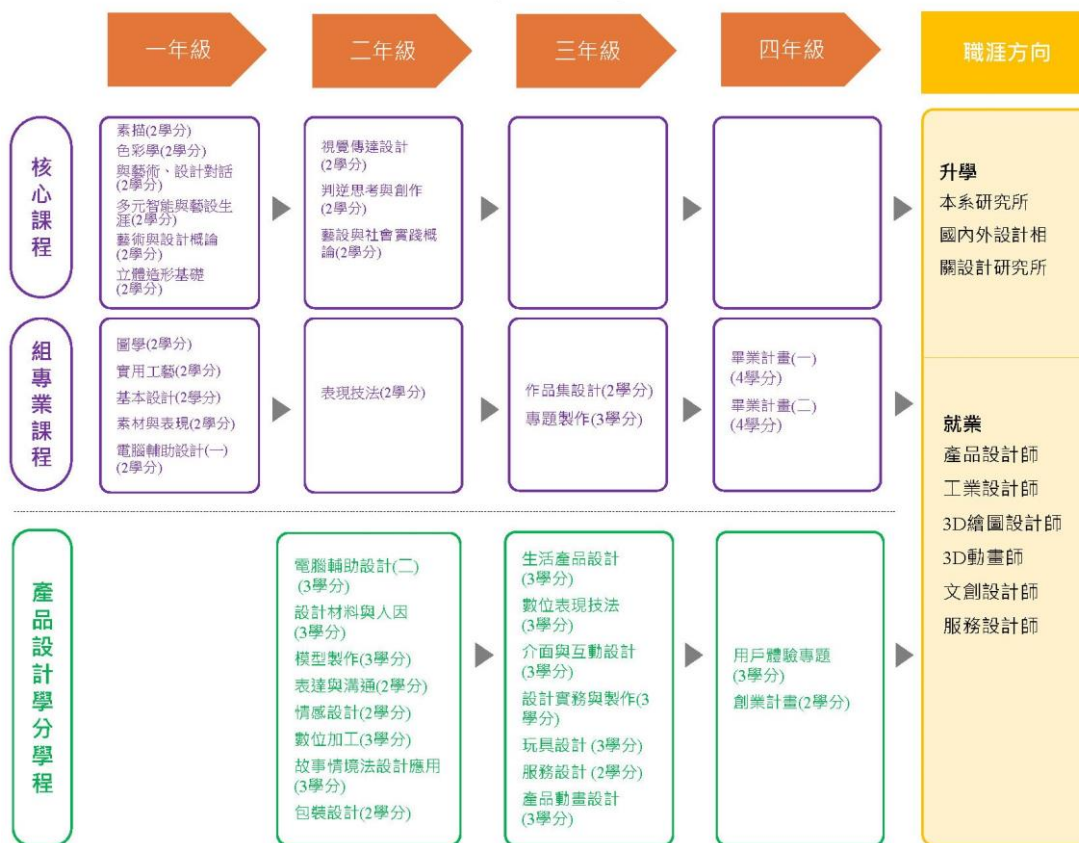 一年級
二年級
三年級
四年級
職涯方向
核心課程
素描(2學分)
色彩學(2學分)
與藝術、設計對話
(2學分)
多元智能與藝設生
涯(2學分)
藝術與設計概論
(2學分)
立體造形基礎
(2學分)
視覺傳達設計
(2學分)
判逆思考與創作
(2學分)
藝設與社會實踐概
論(2學分)
升學
本系研究所
國內外設計相
關設計研究所
組專業課程
圖學(2學分)
實用工藝(2學分)
基本設計(2學分)
素材與表現(2學分)
電腦輔助設計(一)
(2學分)
表現技法(2學分)
作品集設計(2學分)
專題製作(3學分)
畢業計畫(一)
(4學分)
畢業計畫(二)
(4學分)
就業
產品設計師
工業設計師
3D繪圖設計師
3D動畫師
文創設計師
服務設計師
產品設計學分學程
電腦輔助設計(二)
(3學分)
設計材料與人因
(3學分)
模型製作(3學分)
表達與溝通(2學分)
情感設計(2學分)
數位加工(3學分)
故事情境法設計應用
(3學分)
包裝設計(2學分)
生活產品設計
(3學分)
數位表現技法
(3學分)
介面與互動設計
(3學分)
設計實務與製作(3
學分)
玩具設計 (3學分)
服務設計 (2學分)
產品動畫設計
(3學分)
用戶體驗專題
(3學分)
創業計畫(2學分)